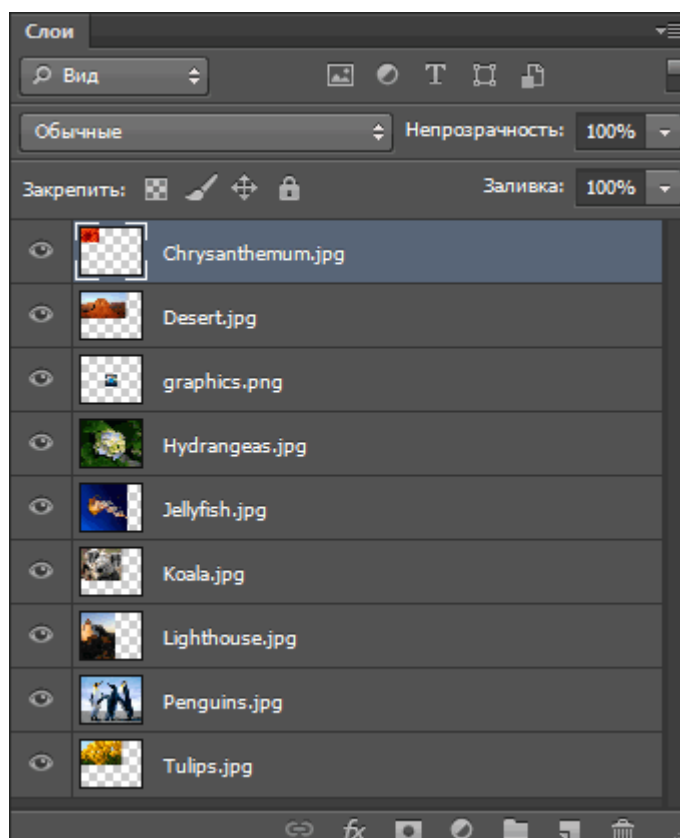 Слои
Вид
Обычные Непрозрачность: 100%
Закрепить: Заливка: 100%
Chrysanthemum.jpg
Desert.jpg
graphics.png
Hydrangeas.jpg
Jellyfish.jpg
Koala.jpg
Lighthouse.jpg
Penguins.jpg
Tulips.jpg
fx